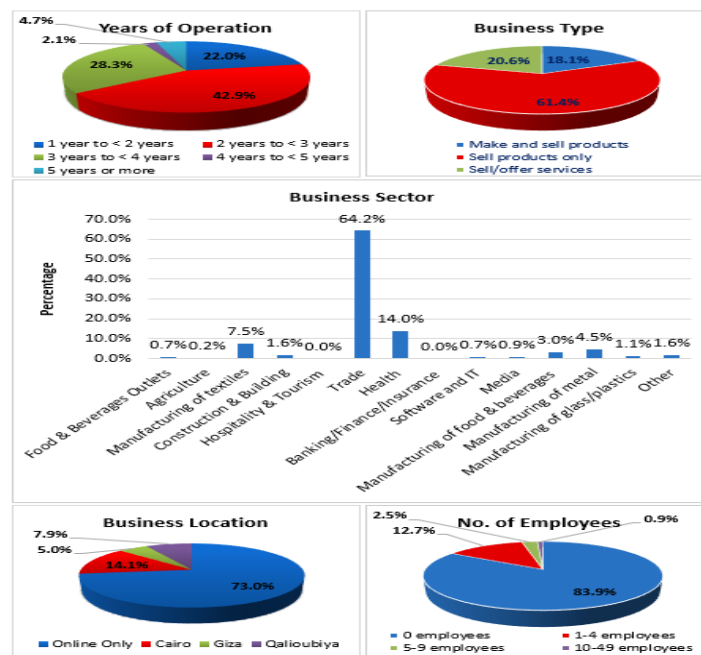 Years of Operation
4.7%
2.1%
28.3%
22.0%
42.9%
1 year to < 2 years
2 years to < 3 years
3 years to < 4 years
4 years to < 5 years
5 years or more
Business Type
20.6%
18.1%
61.4%
Make and sell products
Sell products only
Sell/offer services
Business Sector
Percentage
70.0%
60.0%
50.0%
40.0%
30.0%
20.0%
10.0%
0.0%
0.7%
0.2%
7.5%
1.6%
0.0%
64.2%
14.0%
0.0%
0.7%
0.9%
3.0%
4.5%
1.1%
1.6%
Food & Beverages Outlets
Agriculture
Manufacturing of textiles
Construction & Building
Hospitality & Tourism
Trade
Health
Banking/Finance/Insurance
Software and IT
Media
Manufacturing of food & beverages
Manufacturing of metal
Manufacturing of glass/plastics
Other
Business Location
7.9%
5.0%
14.1%
73.0%
Online Only
Cairo
Giza
Qalioubiya
No. of Employees
2.5%
0.9%
12.7%
83.9%
0 employees
1-4 employees
5-9 employees
10-49 employees